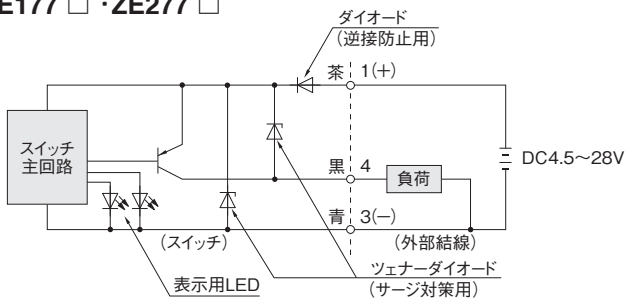 E177 □ ・ZE277 □
ダイオード
(逆接防止用)
茶 1(+)
スイッチ
主回路
DC4.5～28V
黒 4
負荷
青 3(−)
(スイッチ)
(外部結線)
ツェナーダイオード
(サージ対策用)
表示用LED